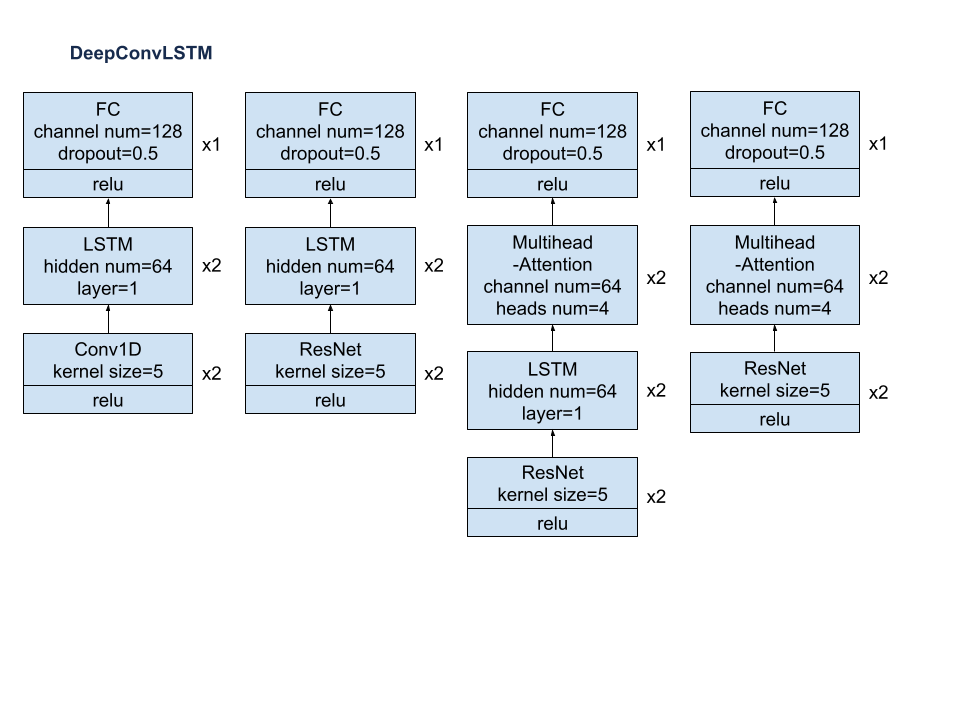 DeepConvLSTM
FC
channel num=128
dropout=0.5
relu
x1
LSTM
hidden num=64
layer=1
x2
Conv1D
kernel size=5
relu
x2
FC
channel num=128
dropout=0.5
relu
x1
LSTM
hidden num=64
layer=1
x2
ResNet
kernel size=5
relu
x2
FC
channel num=128
dropout=0.5
relu
x1
Multihead
-Attention
channel num=64
heads num=4
x2
LSTM
hidden num=64
layer=1
x2
ResNet
kernel size=5
relu
x2
FC
channel num=128
dropout=0.5
relu
x1
Multihead
-Attention
channel num=64
heads num=4
x2
ResNet
kernel size=5
relu
x2